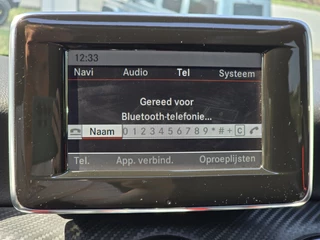 12:33
Navi Audio Tel Systeem
Gereed voor
Bluetooth-telefonie...
Naam 0 1 2 3 4 5 6 7 8 9 * # + C
Tel. App. verbind. Oproeplijsten